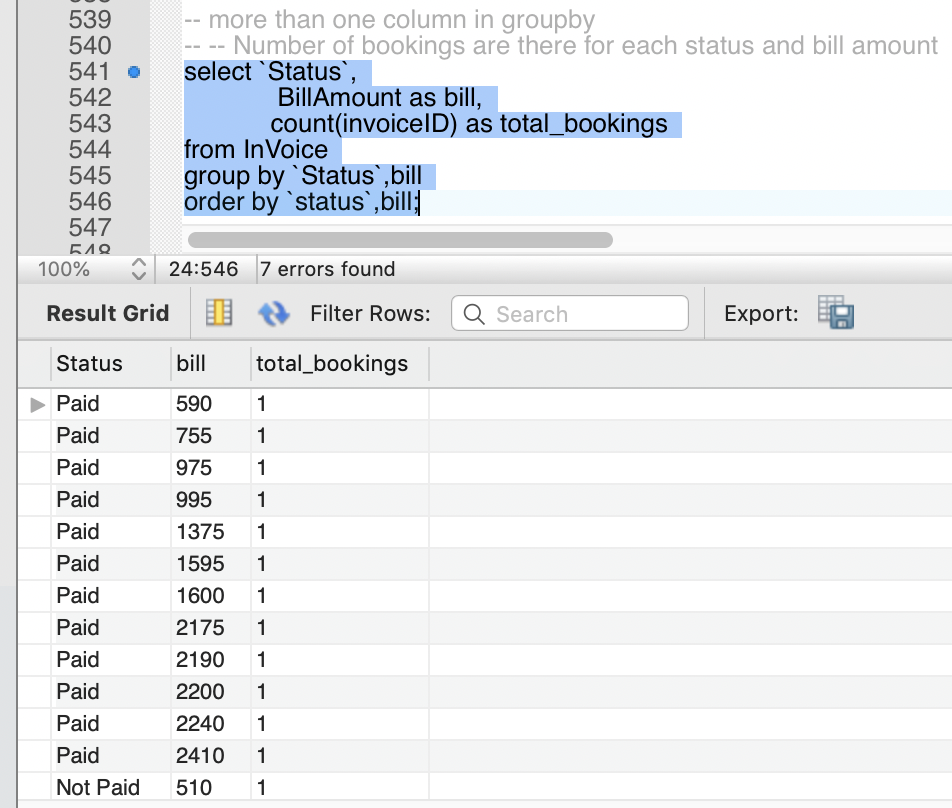 539 -- more than one column in groupby
540 -- -- Number of bookings are there for each status and bill amount
541 select `Status`,
542 BillAmount as bill,
543 count(invoiceID) as total_bookings
544 from InVoice
545 group by `Status`,bill
546 order by `status`,bill;
547
548
100% 24:546 7 errors found
Result Grid Filter Rows: Search Export:
Status bill total_bookings
Paid 590 1
Paid 755 1
Paid 975 1
Paid 995 1
Paid 1375 1
Paid 1595 1
Paid 1600 1
Paid 2175 1
Paid 2190 1
Paid 2200 1
Paid 2240 1
Paid 2410 1
Not Paid 510 1